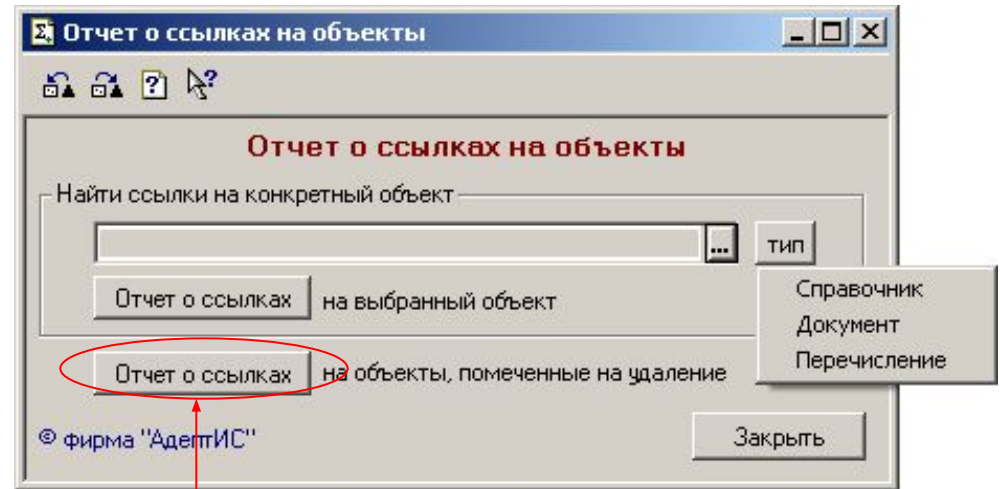 Отчет о ссылках на объекты
Отчет о ссылках на объекты
Найти ссылки на конкретный объект
... тип
Отчет о ссылках на выбранный объект
Справочник
Документ
Перечисление
Отчет о ссылках на объекты, помеченные на удаление
© фирма "АдептИС"
Закрыть